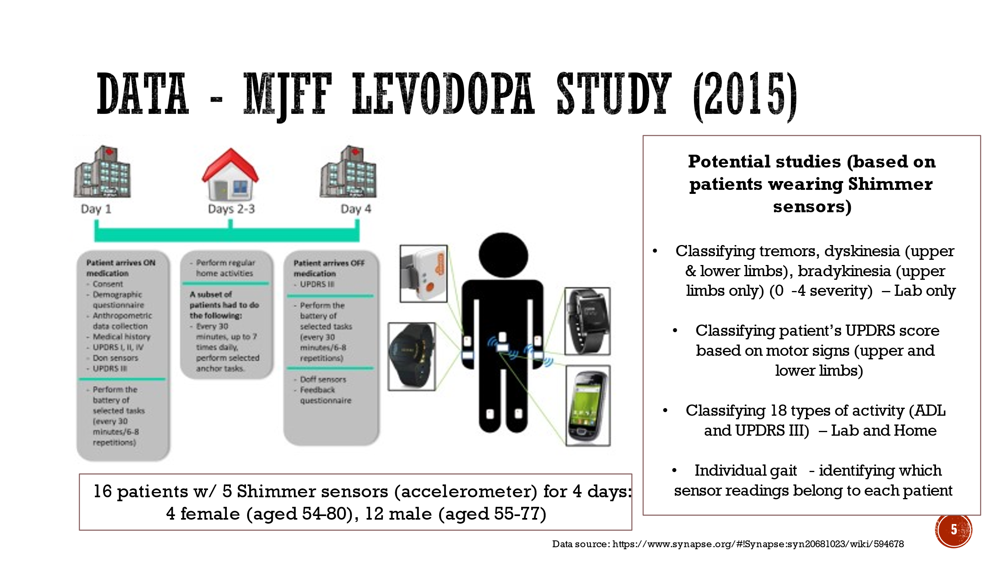 DATA - MJFF LEVODOPA STUDY (2015)
Day 1
Days 2-3
Day 4
Patient arrives ON
medication
- Consent
- Demographic
questionnaire
- Anthropometric
data collection
- Medical history
- UPDRS I, II, IV
- Don sensors
- UPDRS III
- Perform the
battery of
selected tasks
(every 30
minutes/6-8
repetitions)
- Perform regular
home activities
A subset of
patients had to do
the following:
- Every 30
minutes, up to 7
times daily,
perform selected
anchor tasks.
Patient arrives OFF
medication
- UPDRS III
- Perform the
battery of
selected tasks
(every 30
minutes/6-8
repetitions)
- Doff sensors
- Feedback
questionnaire
16 patients w/ 5 Shimmer sensors (accelerometer) for 4 days:
4 female (aged 54-80), 12 male (aged 55-77)
Potential studies (based on
patients wearing Shimmer
sensors)
• Classifying tremors, dyskinesia (upper
& lower limbs), bradykinesia (upper
limbs only) (0 -4 severity) – Lab only
• Classifying patient’s UPDRS score
based on motor signs (upper and
lower limbs)
• Classifying 18 types of activity (ADL
and UPDRS III) – Lab and Home
• Individual gait - identifying which
sensor readings belong to each patient
5
Data source: https://www.synapse.org/#!Synapse:syn20681023/wiki/594678